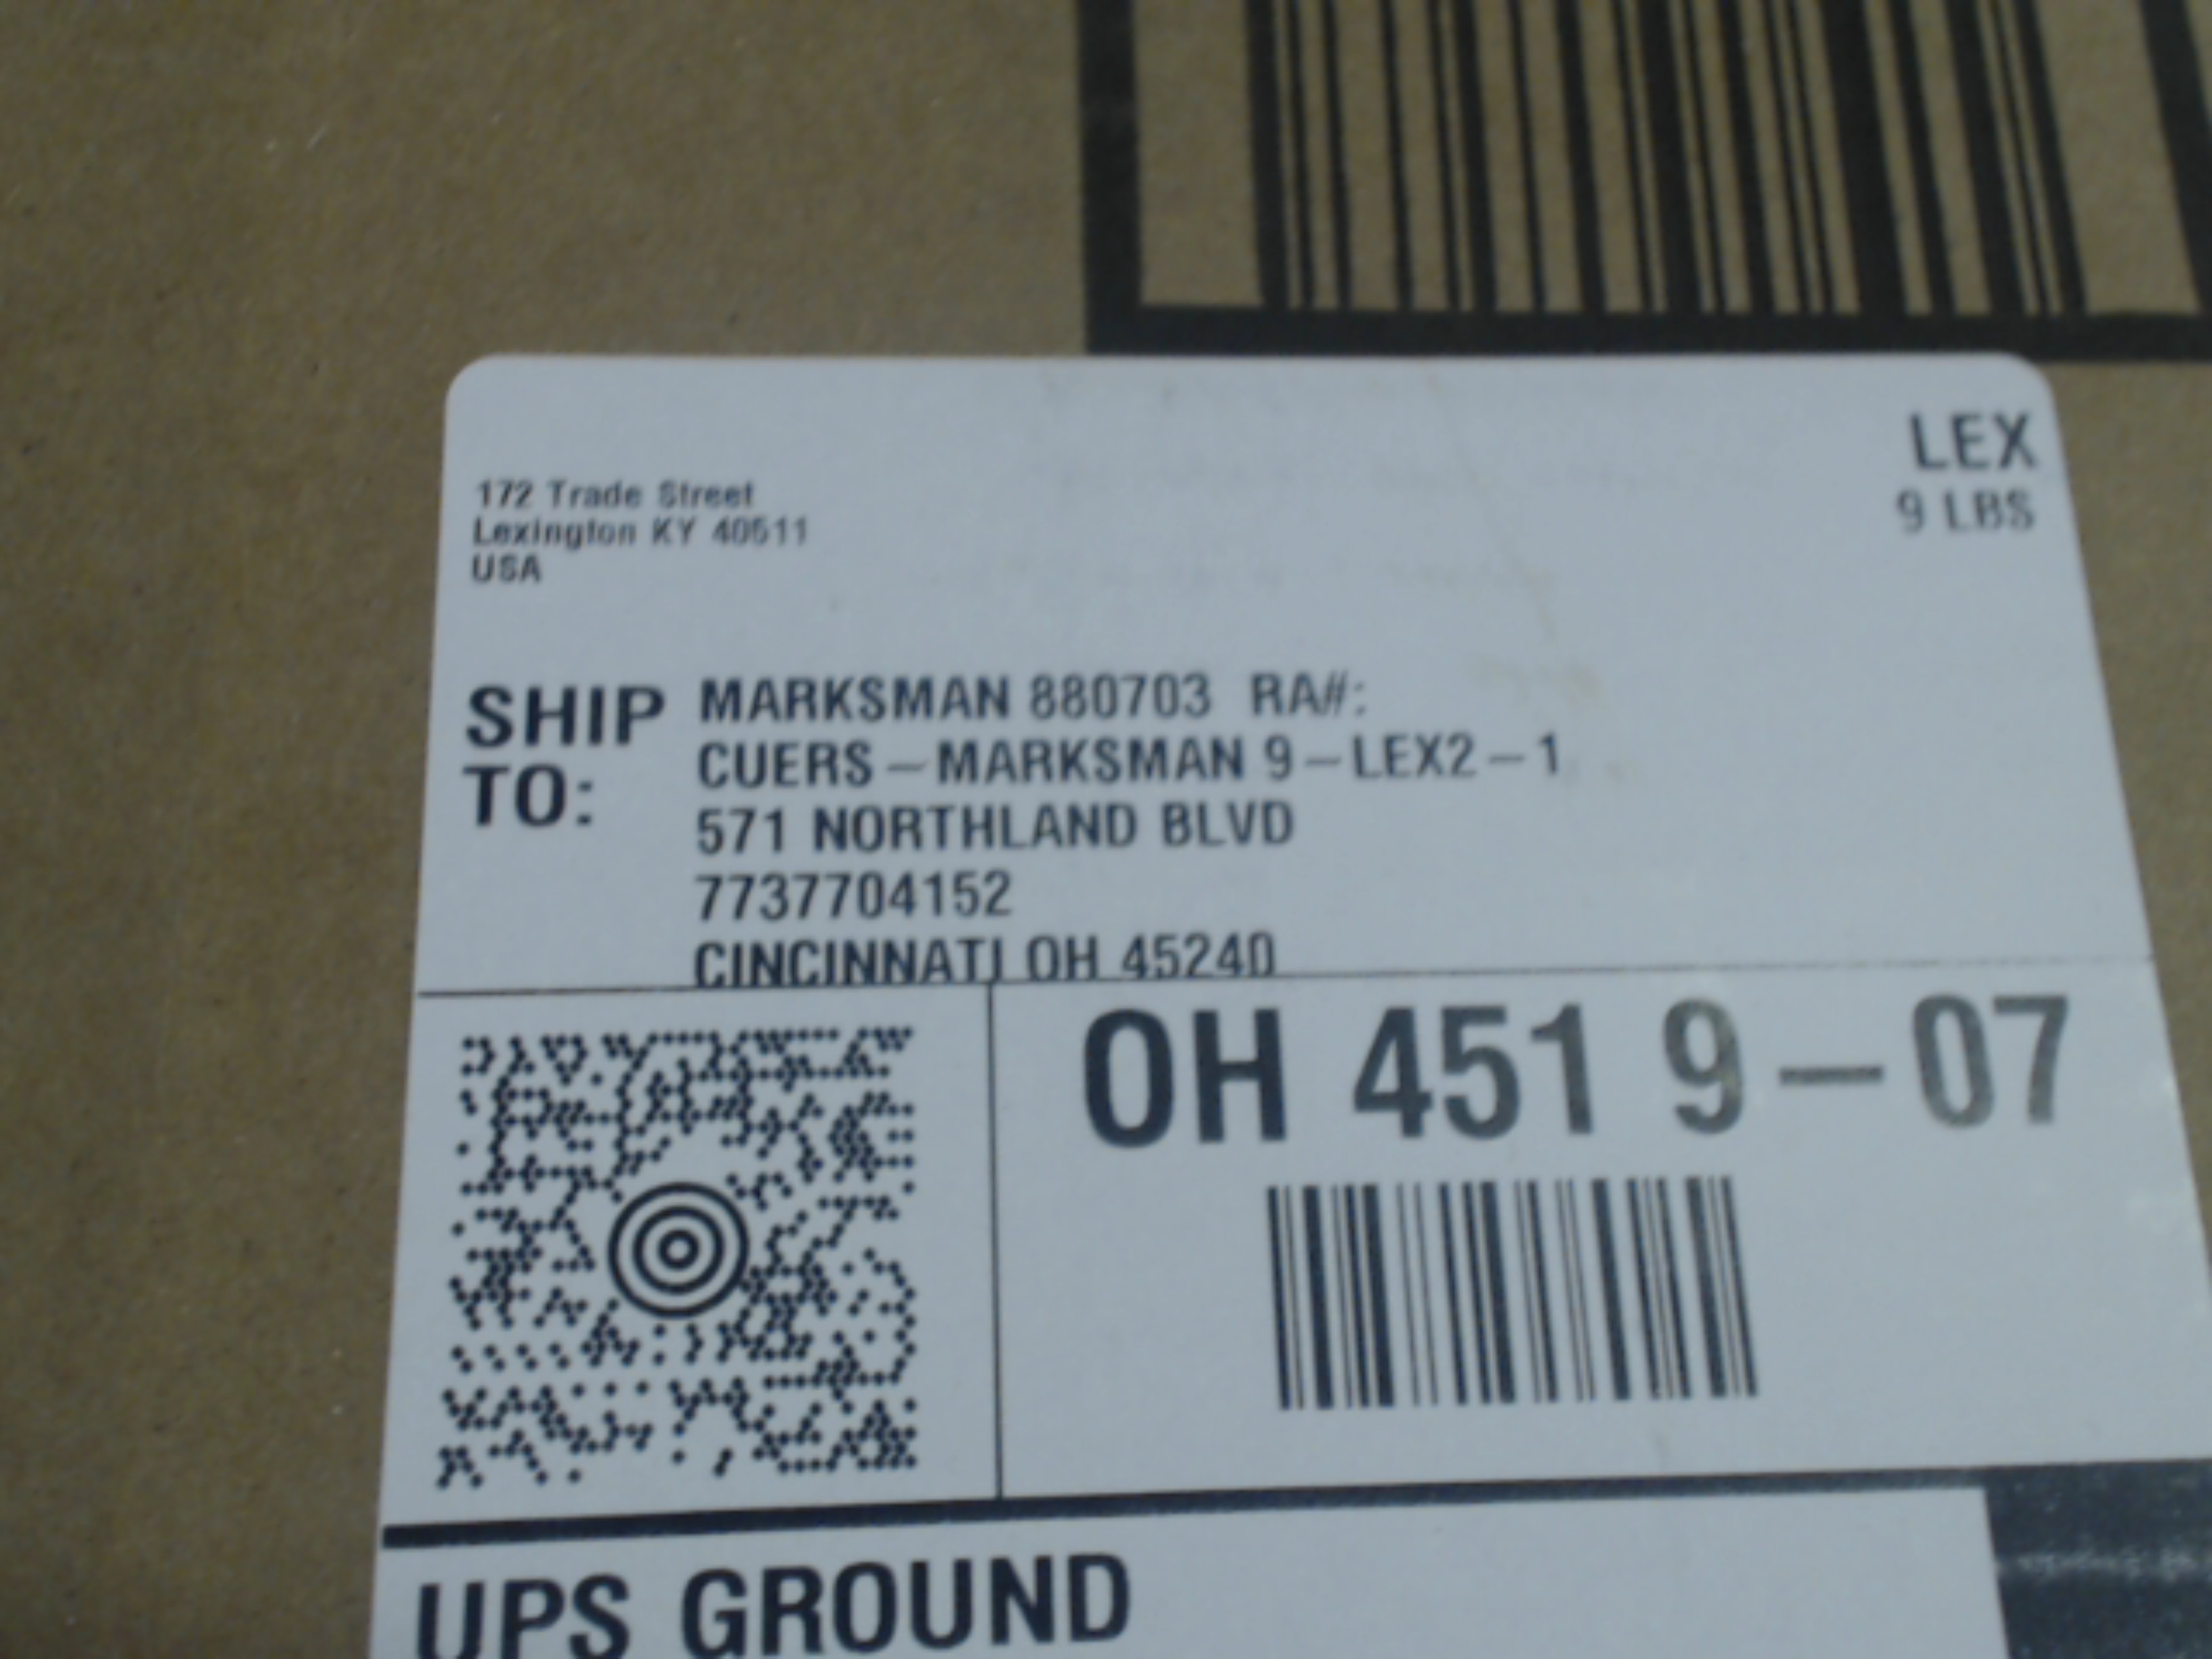 LEX
9 LBS
172 Trade Street
Lexington KY 40511
USA
SHIP TO:
MARKSMAN 880703 RA#:
CUERS-MARKSMAN 9-LEX2-1
571 NORTHLAND BLVD
7737704152
CINCINNATI OH 45240
OH 451 9-07
UPS GROUND